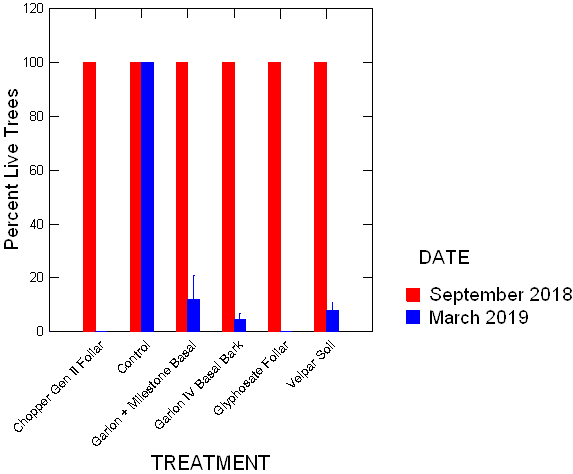 120
100
80
60
40
20
0
Percent Live Trees
Chopper Gen II Foliar
Control
Garlon + Milestone Basal
Garlon IV Basal Bark
Glyphosate Foliar
Velpar Soil
TREATMENT
DATE
September 2018
March 2019